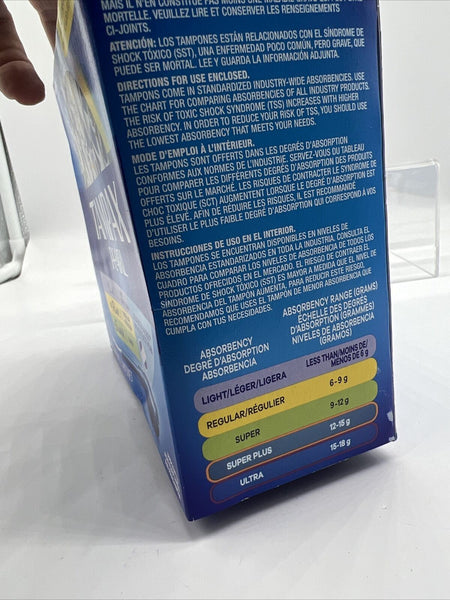 MAIS IL N'EN CONSTITUE PAS MOINS UNE MALADIE
MORTELLE. VEUILLEZ LIRE ET CONSERVER LES RENSEIGNEMENTS
CI-JOINTS.
ATENCIÓN: LOS TAMPONES ESTÁN RELACIONADOS CON EL SÍNDROME DE
SHOCK TÓXICO (SST), UNA ENFERMEDAD POCO COMÚN, PERO GRAVE, QUE
PUEDE SER MORTAL. LEE Y GUARDA LA INFORMACIÓN ADJUNTA.
DIRECTIONS FOR USE ENCLOSED.
TAMPONS COME IN STANDARDIZED INDUSTRY-WIDE ABSORBENCIES. USE
THE CHART FOR COMPARING ABSORBENCIES OF ALL INDUSTRY PRODUCTS.
THE RISK OF TOXIC SHOCK SYNDROME (TSS) INCREASES WITH HIGHER
ABSORBENCY. IN ORDER TO REDUCE YOUR RISK OF TSS, YOU SHOULD USE
THE LOWEST ABSORBENCY THAT MEETS YOUR NEEDS.
MODE D'EMPLOI À L'INTÉRIEUR.
LES TAMPONS SONT OFFERTS DANS LES DEGRÉS D'ABSORPTION
CONFORMES AUX NORMES DE L'INDUSTRIE. SERVEZ-VOUS DU TABLEAU
POUR COMPARER LES DIFFÉRENTS DEGRÉS D'ABSORPTION DES PRODUITS
OFFERTS SUR LE MARCHÉ. LES RISQUES DE CONTRACTER LE SYNDROME DE
CHOC TOXIQUE (SCT) AUGMENTENT LORSQUE LE DEGRÉ D'ABSORPTION EST
PLUS ÉLEVÉ. AFIN DE RÉDUIRE LES RISQUES, IL EST RECOMMANDÉ
D'UTILISER LE PLUS FAIBLE DEGRÉ D'ABSORPTION QUI CORRESPOND À VOS
BESOINS.
INSTRUCCIONES DE USO EN EL INTERIOR.
LOS TAMPONES SE ENCUENTRAN DISPONIBLES EN NIVELES DE
ABSORBENCIA ESTANDARIZADOS EN TODA LA INDUSTRIA. CONSULTA EL
CUADRO PARA COMPARAR LOS NIVELES DE ABSORBENCIA DE TODOS LOS
PRODUCTOS OFRECIDOS EN EL MERCADO. EL RIESGO DE CONTRAER EL
SÍNDROME DE SHOCK TÓXICO (SST) ES MAYOR A MEDIDA QUE EL NIVEL DE
ABSORBENCIA DEL TAMPÓN AUMENTA. PARA REDUCIR ESTE RIESGO,
RECOMENDAMOS QUE USES EL TAMPÓN DE MENOR ABSORBENCIA QUE
CUMPLA CON TUS NECESIDADES.
ABSORBENCY
DEGRÉ D'ABSORPTION
ABSORBENCIA
ABSORBENCY RANGE (GRAMS)
ÉCHELLE DES DEGRÉS
D'ABSORPTION (GRAMMES)
NIVELES DE ABSORBENCIA
(GRAMOS)
LIGHT/LÉGER/LIGERA LESS THAN/MOINS DE/
MENOS DE 6 g
REGULAR/RÉGULIER 6-9 g
SUPER 9-12 g
SUPER PLUS 12-15 g
ULTRA 15-18 g
TAMPAX
PEARL